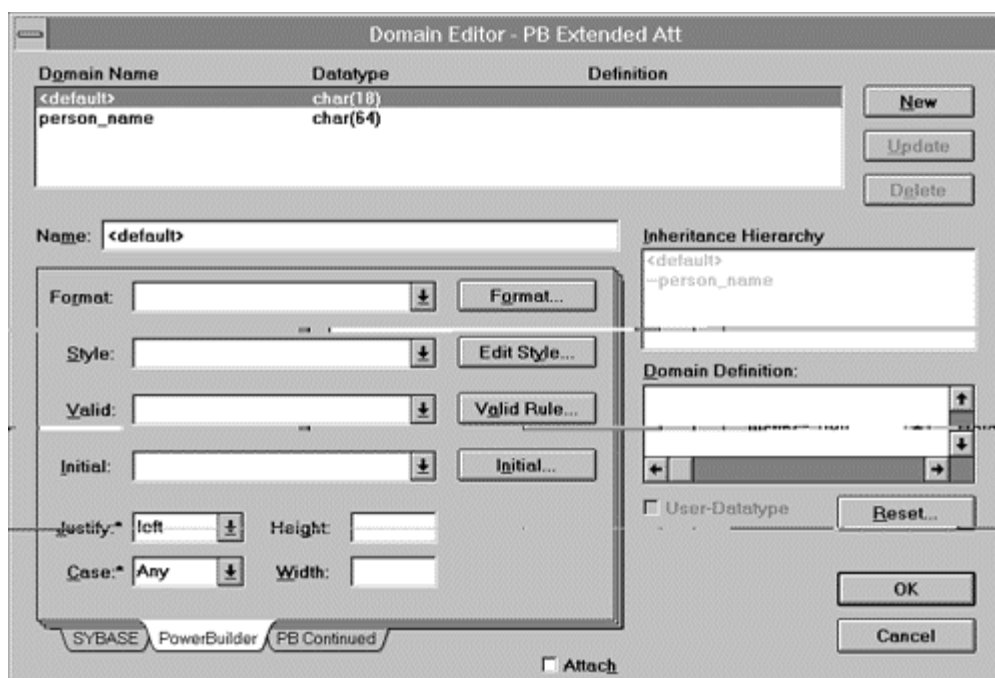 Domain Editor - PB Extended Att
Domain Name Datatype Definition
<default> char(18)
person_name char(64)
New
Update
Delete
Name: <default>
Inheritance Hierarchy
<default>
--person_name
Format: Format...
Style: Edit Style...
Domain Definition:
Valid: Valid Rule...
Initial: Initial...
User-Datatype
Reset...
Justify:* left Height:
Case:* Any Width:
OK
SYBASE PowerBuilder PB Continued
Cancel
Attach